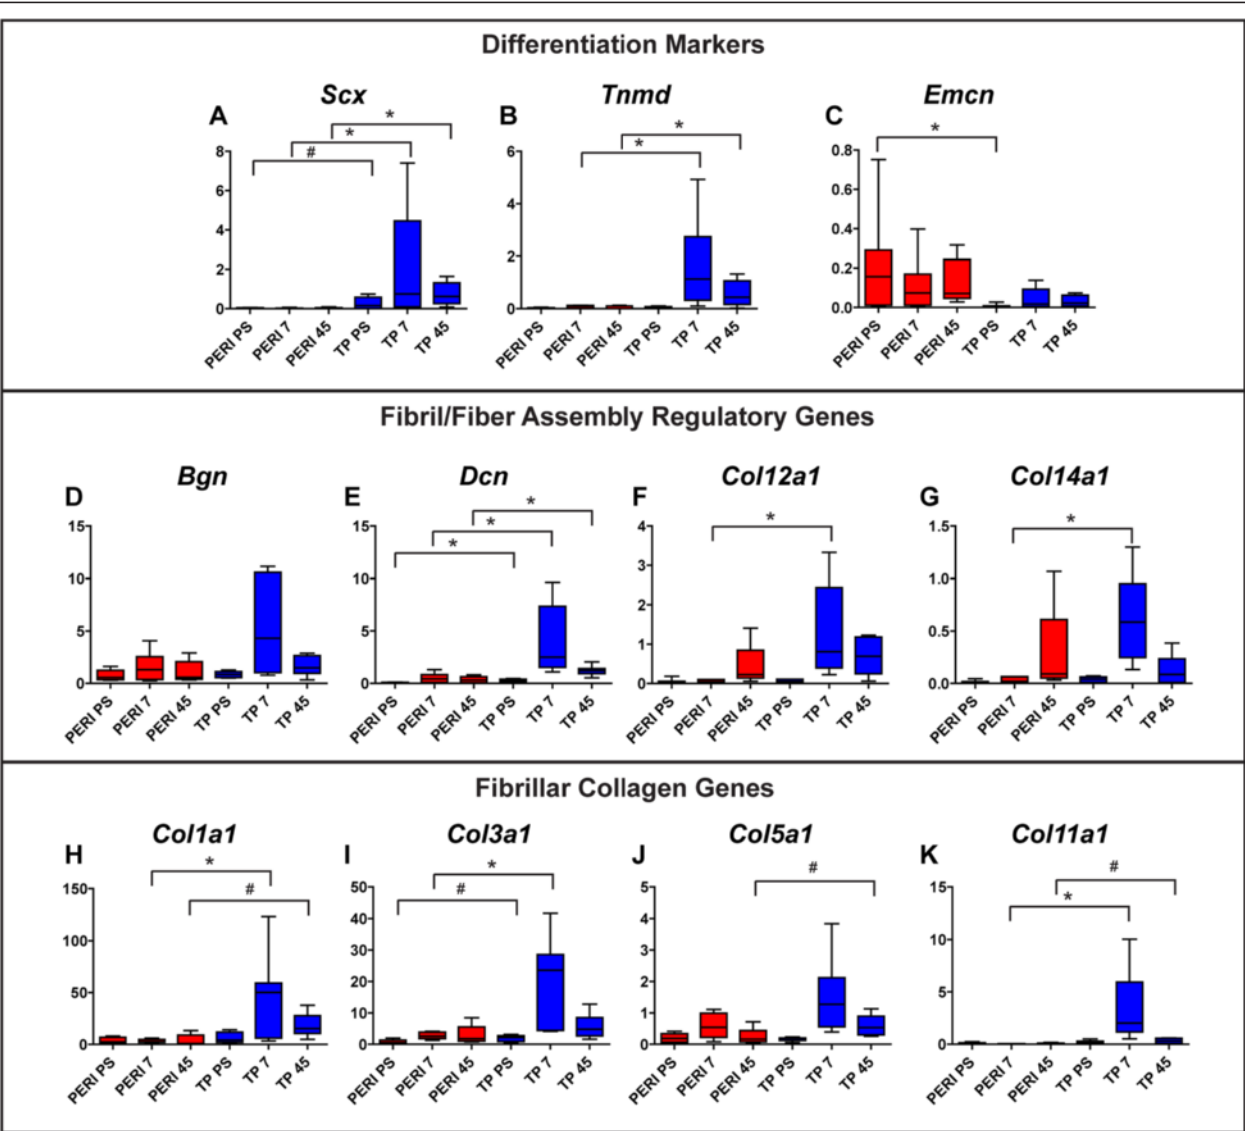 Differentiation Markers
Scx
Tnmd
Emcn
A
B
C
*
*
#
*
*
*
8
6
4
2
0
6
4
2
0
0.8
0.6
0.4
0.2
0.0
PERI PS
PERI 7
PERI 45
TP PS
TP 7
TP 45
PERI PS
PERI 7
PERI 45
TP PS
TP 7
TP 45
PERI PS
PERI 7
PERI 45
TP PS
TP 7
TP 45
Fibril/Fiber Assembly Regulatory Genes
Bgn
Dcn
Col12a1
Col14a1
D
E
F
G
*
*
*
*
*
15
10
5
0
15
10
5
0
4
3
2
1
0
1.5
1.0
0.5
0.0
PERI PS
PERI 7
PERI 45
TP PS
TP 7
TP 45
PERI PS
PERI 7
PERI 45
TP PS
TP 7
TP 45
PERI PS
PERI 7
PERI 45
TP PS
TP 7
TP 45
PERI PS
PERI 7
PERI 45
TP PS
TP 7
TP 45
Fibrillar Collagen Genes
Col1a1
Col3a1
Col5a1
Col11a1
H
I
J
K
*
#
*
#
#
#
*
150
100
50
0
50
40
30
20
10
0
5
4
3
2
1
0
15
10
5
0
PERI PS
PERI 7
PERI 45
TP PS
TP 7
TP 45
PERI PS
PERI 7
PERI 45
TP PS
TP 7
TP 45
PERI PS
PERI 7
PERI 45
TP PS
TP 7
TP 45
PERI PS
PERI 7
PERI 45
TP PS
TP 7
TP 45